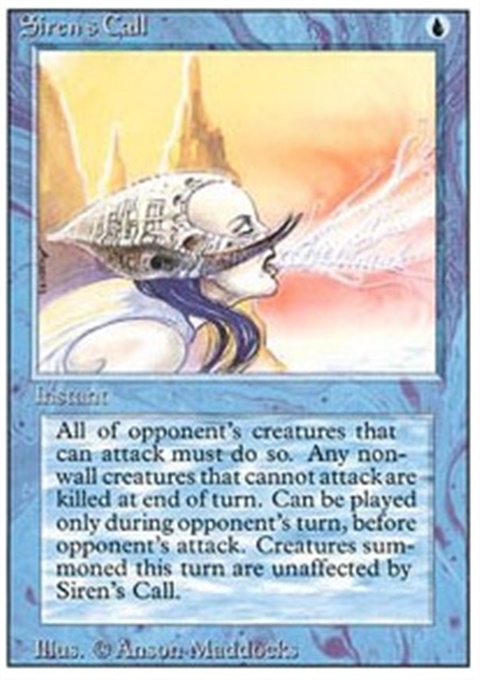 Siren's Call
Instant
All of opponent's creatures that
can attack must do so. Any non-
wall creatures that cannot attack are
killed at end of turn. Can be played
only during opponent's turn, before
opponent's attack. Creatures sum-
moned this turn are unaffected by
Siren's Call.
Illus. © Anson Maddocks